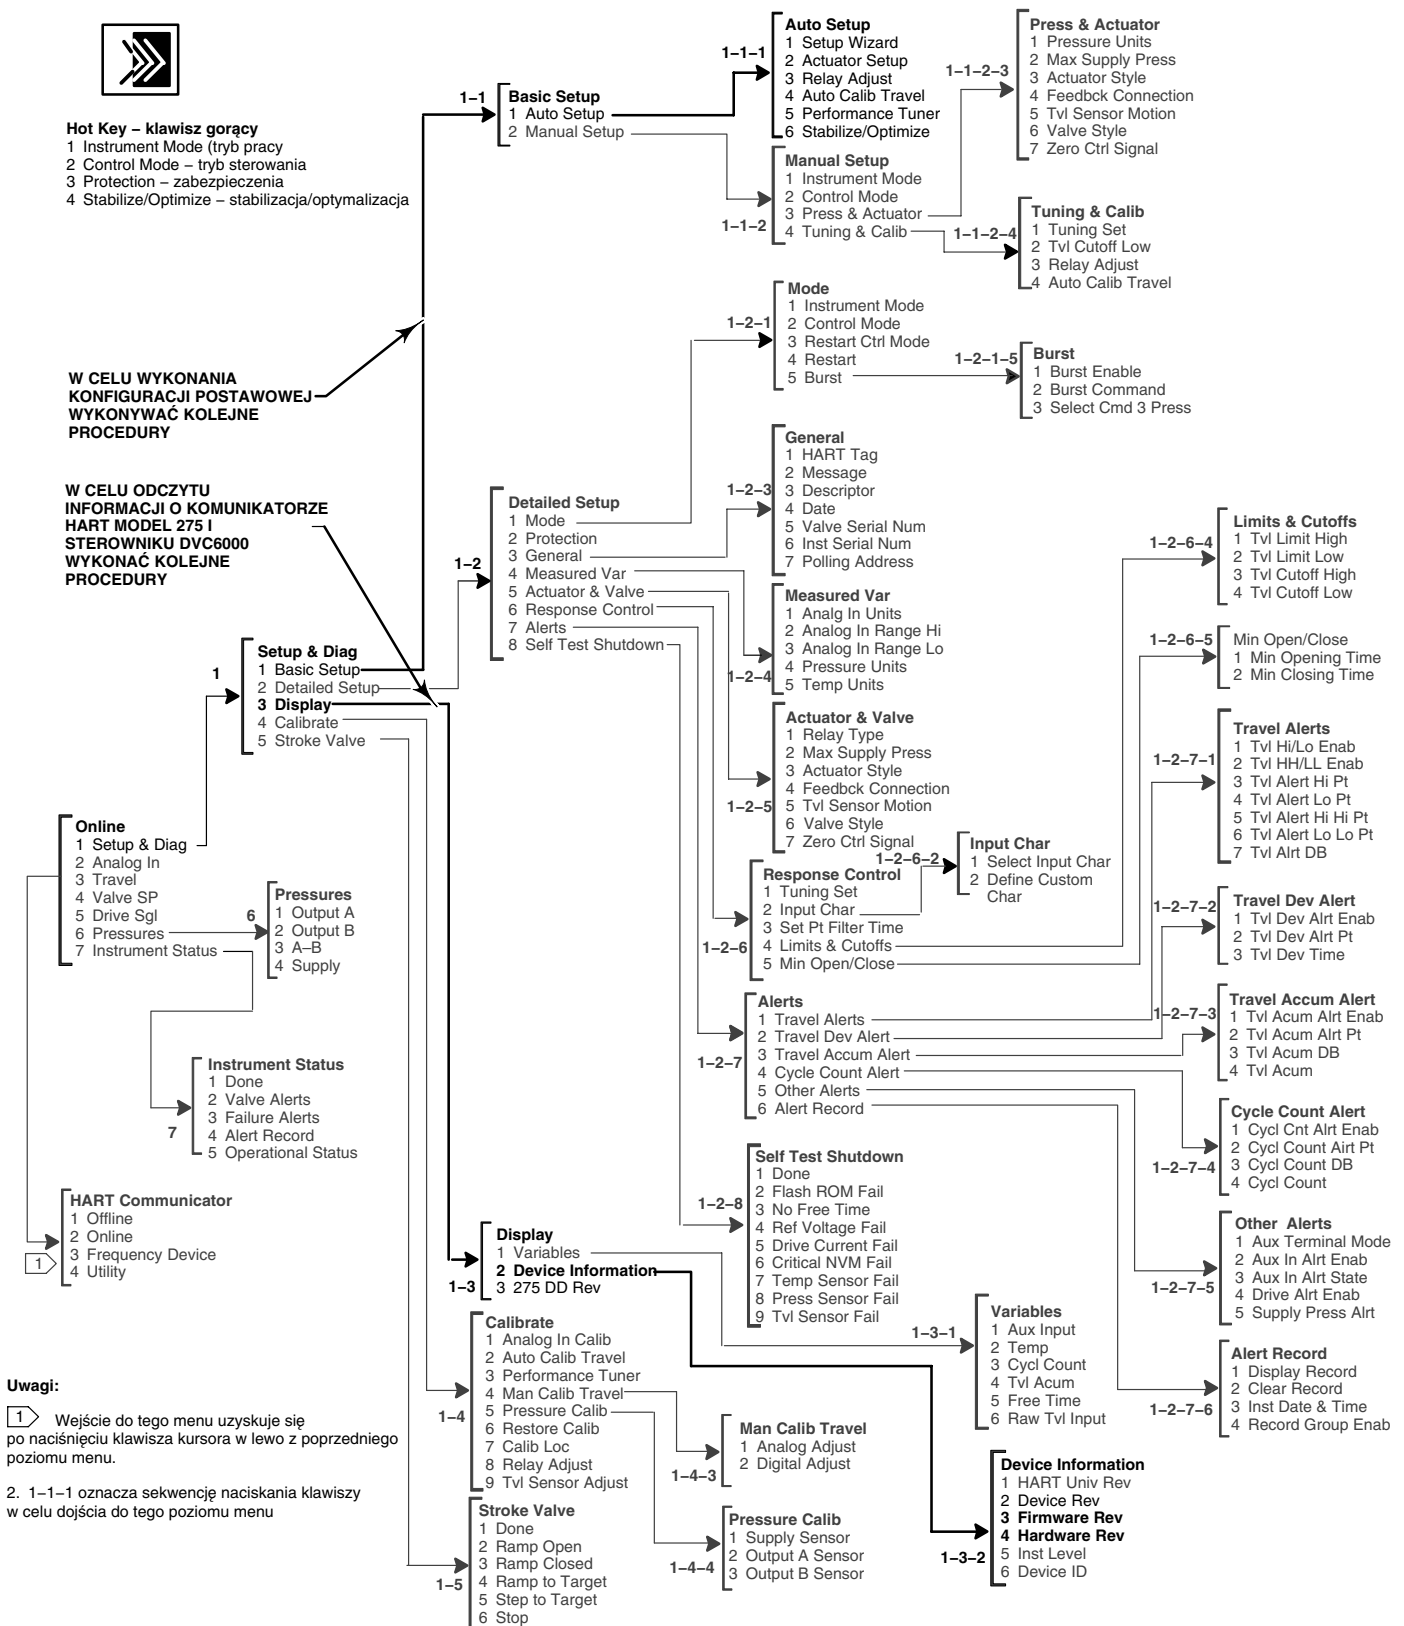 Hot Key – klawisz gorący
1 Instrument Mode (tryb pracy
2 Control Mode – tryb sterowania
3 Protection – zabezpieczenia
4 Stabilize/Optimize – stabilizacja/optymalizacja
W CELU WYKONANIA
KONFIGURACJI POSTAWOWEJ
WYKONYWAĆ KOLEJNE
PROCEDURY
W CELU ODCZYTU
INFORMACJI O KOMUNIKATORZE
HART MODEL 275 I
STEROWNIKU DVC6000
WYKONAĆ KOLEJNE
PROCEDURY
1
Setup & Diag
1 Basic Setup
2 Detailed Setup
3 Display
4 Calibrate
5 Stroke Valve
Online
1 Setup & Diag
2 Analog In
3 Travel
4 Valve SP
5 Drive Sgl
6 Pressures
7 Instrument Status
6
Pressures
1 Output A
2 Output B
3 A–B
4 Supply
7
Instrument Status
1 Done
2 Valve Alerts
3 Failure Alerts
4 Alert Record
5 Operational Status
HART Communicator
1 Offline
2 Online
3 Frequency Device
4 Utility
1
1–1
Basic Setup
1 Auto Setup
2 Manual Setup
1–1–1
Auto Setup
1 Setup Wizard
2 Actuator Setup
3 Relay Adjust
4 Auto Calib Travel
5 Performance Tuner
6 Stabilize/Optimize
1–1–2
Manual Setup
1 Instrument Mode
2 Control Mode
3 Press & Actuator
4 Tuning & Calib
1–1–2–3
Press & Actuator
1 Pressure Units
2 Max Supply Press
3 Actuator Style
4 Feedbck Connection
5 Tvl Sensor Motion
6 Valve Style
7 Zero Ctrl Signal
1–1–2–4
Tuning & Calib
1 Tuning Set
2 Tvl Cutoff Low
3 Relay Adjust
4 Auto Calib Travel
1–2
Detailed Setup
1 Mode
2 Protection
3 General
4 Measured Var
5 Actuator & Valve
6 Response Control
7 Alerts
8 Self Test Shutdown
1–2–1
Mode
1 Instrument Mode
2 Control Mode
3 Restart Ctrl Mode
4 Restart
5 Burst
1–2–1–5
Burst
1 Burst Enable
2 Burst Command
3 Select Cmd 3 Press
1–2–3
General
1 HART Tag
2 Message
3 Descriptor
4 Date
5 Valve Serial Num
6 Inst Serial Num
7 Polling Address
1–2–4
Measured Var
1 Analg In Units
2 Analog In Range Hi
3 Analog In Range Lo
4 Pressure Units
5 Temp Units
1–2–5
Actuator & Valve
1 Relay Type
2 Max Supply Press
3 Actuator Style
4 Feedbck Connection
5 Tvl Sensor Motion
6 Valve Style
7 Zero Ctrl Signal
1–2–6
Response Control
1 Tuning Set
2 Input Char
3 Set Pt Filter Time
4 Limits & Cutoffs
5 Min Open/Close
1–2–6–2
Input Char
1 Select Input Char
2 Define Custom
Char
1–2–6–4
Limits & Cutoffs
1 Tvl Limit High
2 Tvl Limit Low
3 Tvl Cutoff High
4 Tvl Cutoff Low
1–2–6–5
Min Open/Close
1 Min Opening Time
2 Min Closing Time
1–2–7
Alerts
1 Travel Alerts
2 Travel Dev Alert
3 Travel Accum Alert
4 Cycle Count Alert
5 Other Alerts
6 Alert Record
1–2–7–1
Travel Alerts
1 Tvl Hi/Lo Enab
2 Tvl HH/LL Enab
3 Tvl Alert Hi Pt
4 Tvl Alert Lo Pt
5 Tvl Alert Hi Hi Pt
6 Tvl Alert Lo Lo Pt
7 Tvl Alrt DB
1–2–7–2
Travel Dev Alert
1 Tvl Dev Alrt Enab
2 Tvl Dev Alrt Pt
3 Tvl Dev Time
1–2–7–3
Travel Accum Alert
1 Tvl Acum Alrt Enab
2 Tvl Acum Alrt Pt
3 Tvl Acum DB
4 Tvl Acum
1–2–7–4
Cycle Count Alert
1 Cycl Cnt Alrt Enab
2 Cycl Count Airt Pt
3 Cycl Count DB
4 Cycl Count
1–2–7–5
Other Alerts
1 Aux Terminal Mode
2 Aux In Alrt Enab
3 Aux In Alrt State
4 Drive Alrt Enab
5 Supply Press Alrt
1–2–7–6
Alert Record
1 Display Record
2 Clear Record
3 Inst Date & Time
4 Record Group Enab
1–2–8
Self Test Shutdown
1 Done
2 Flash ROM Fail
3 No Free Time
4 Ref Voltage Fail
5 Drive Current Fail
6 Critical NVM Fail
7 Temp Sensor Fail
8 Press Sensor Fail
9 Tvl Sensor Fail
1–3
Display
1 Variables
2 Device Information
3 275 DD Rev
1–3–1
Variables
1 Aux Input
2 Temp
3 Cycl Count
4 Tvl Acum
5 Free Time
6 Raw Tvl Input
1–3–2
Device Information
1 HART Univ Rev
2 Device Rev
3 Firmware Rev
4 Hardware Rev
5 Inst Level
6 Device ID
1–4
Calibrate
1 Analog In Calib
2 Auto Calib Travel
3 Performance Tuner
4 Man Calib Travel
5 Pressure Calib
6 Restore Calib
7 Calib Loc
8 Relay Adjust
9 Tvl Sensor Adjust
1–4–3
Man Calib Travel
1 Analog Adjust
2 Digital Adjust
1–4–4
Pressure Calib
1 Supply Sensor
2 Output A Sensor
3 Output B Sensor
1–5
Stroke Valve
1 Done
2 Ramp Open
3 Ramp Closed
4 Ramp to Target
5 Step to Target
6 Stop
Uwagi:
1 Wejście do tego menu uzyskuje się
po naciśnięciu klawisza kursora w lewo z poprzedniego
poziomu menu.
2. 1–1–1 oznacza sekwencję naciskania klawiszy
w celu dojścia do tego poziomu menu